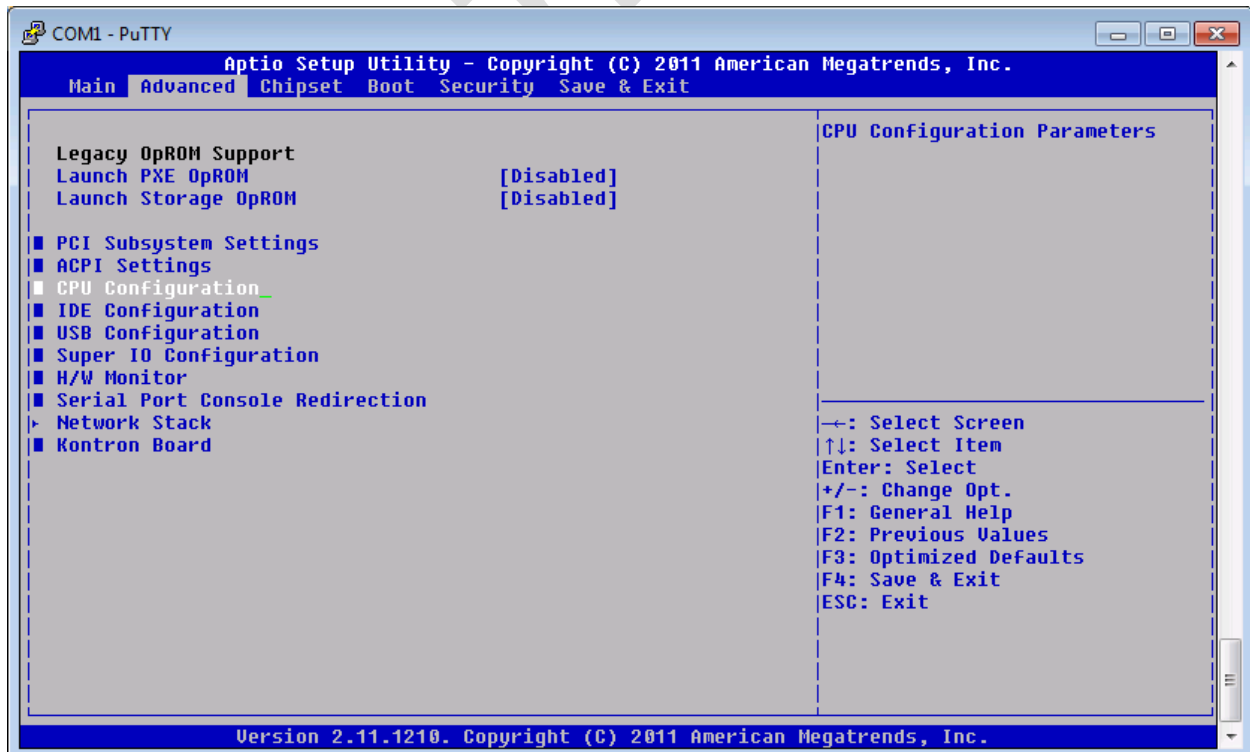 COM1 - PuTTY
Aptio Setup Utility - Copyright (C) 2011 American Megatrends, Inc.
Main Advanced Chipset Boot Security Save & Exit
CPU Configuration Parameters
Legacy OpROM Support
Launch PXE OpROM [Disabled]
Launch Storage OpROM [Disabled]
PCI Subsystem Settings
ACPI Settings
CPU Configuration_
IDE Configuration
USB Configuration
Super IO Configuration
H/W Monitor
Serial Port Console Redirection
Network Stack
Kontron Board
→←: Select Screen
↑↓: Select Item
Enter: Select
+/-: Change Opt.
F1: General Help
F2: Previous Values
F3: Optimized Defaults
F4: Save & Exit
ESC: Exit
Version 2.11.1210. Copyright (C) 2011 American Megatrends, Inc.